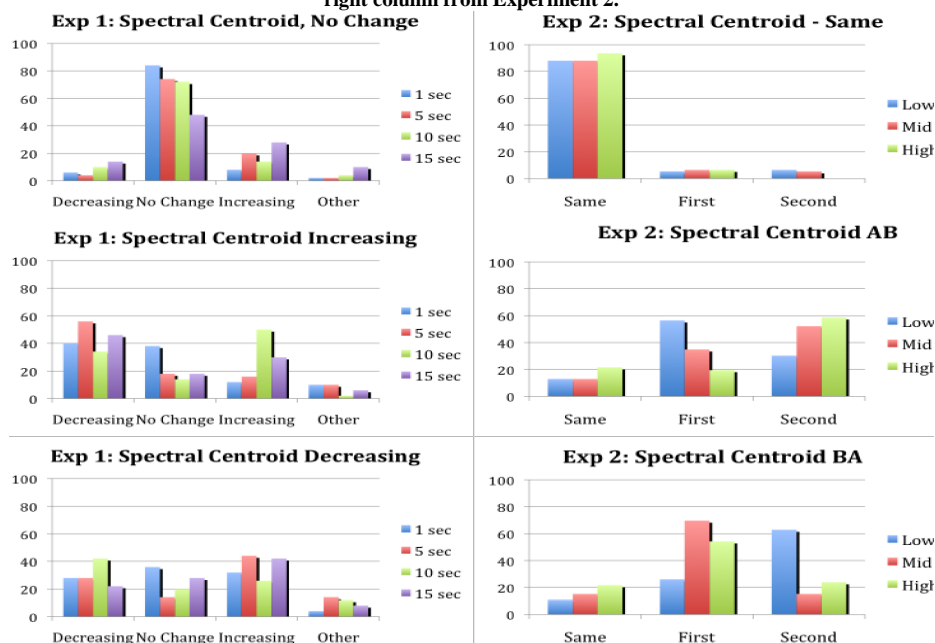 right column from Experiment 2.
Exp 1: Spectral Centroid, No Change
100
80
60
40
20
0
Decreasing No Change Increasing Other
1 sec
5 sec
10 sec
15 sec
Exp 2: Spectral Centroid - Same
100
80
60
40
20
0
Same First Second
Low
Mid
High
Exp 1: Spectral Centroid Increasing
100
80
60
40
20
0
Decreasing No Change Increasing Other
1 sec
5 sec
10 sec
15 sec
Exp 2: Spectral Centroid AB
100
80
60
40
20
0
Same First Second
Low
Mid
High
Exp 1: Spectral Centroid Decreasing
100
80
60
40
20
0
Decreasing No Change Increasing Other
1 sec
5 sec
10 sec
15 sec
Exp 2: Spectral Centroid BA
100
80
60
40
20
0
Same First Second
Low
Mid
High